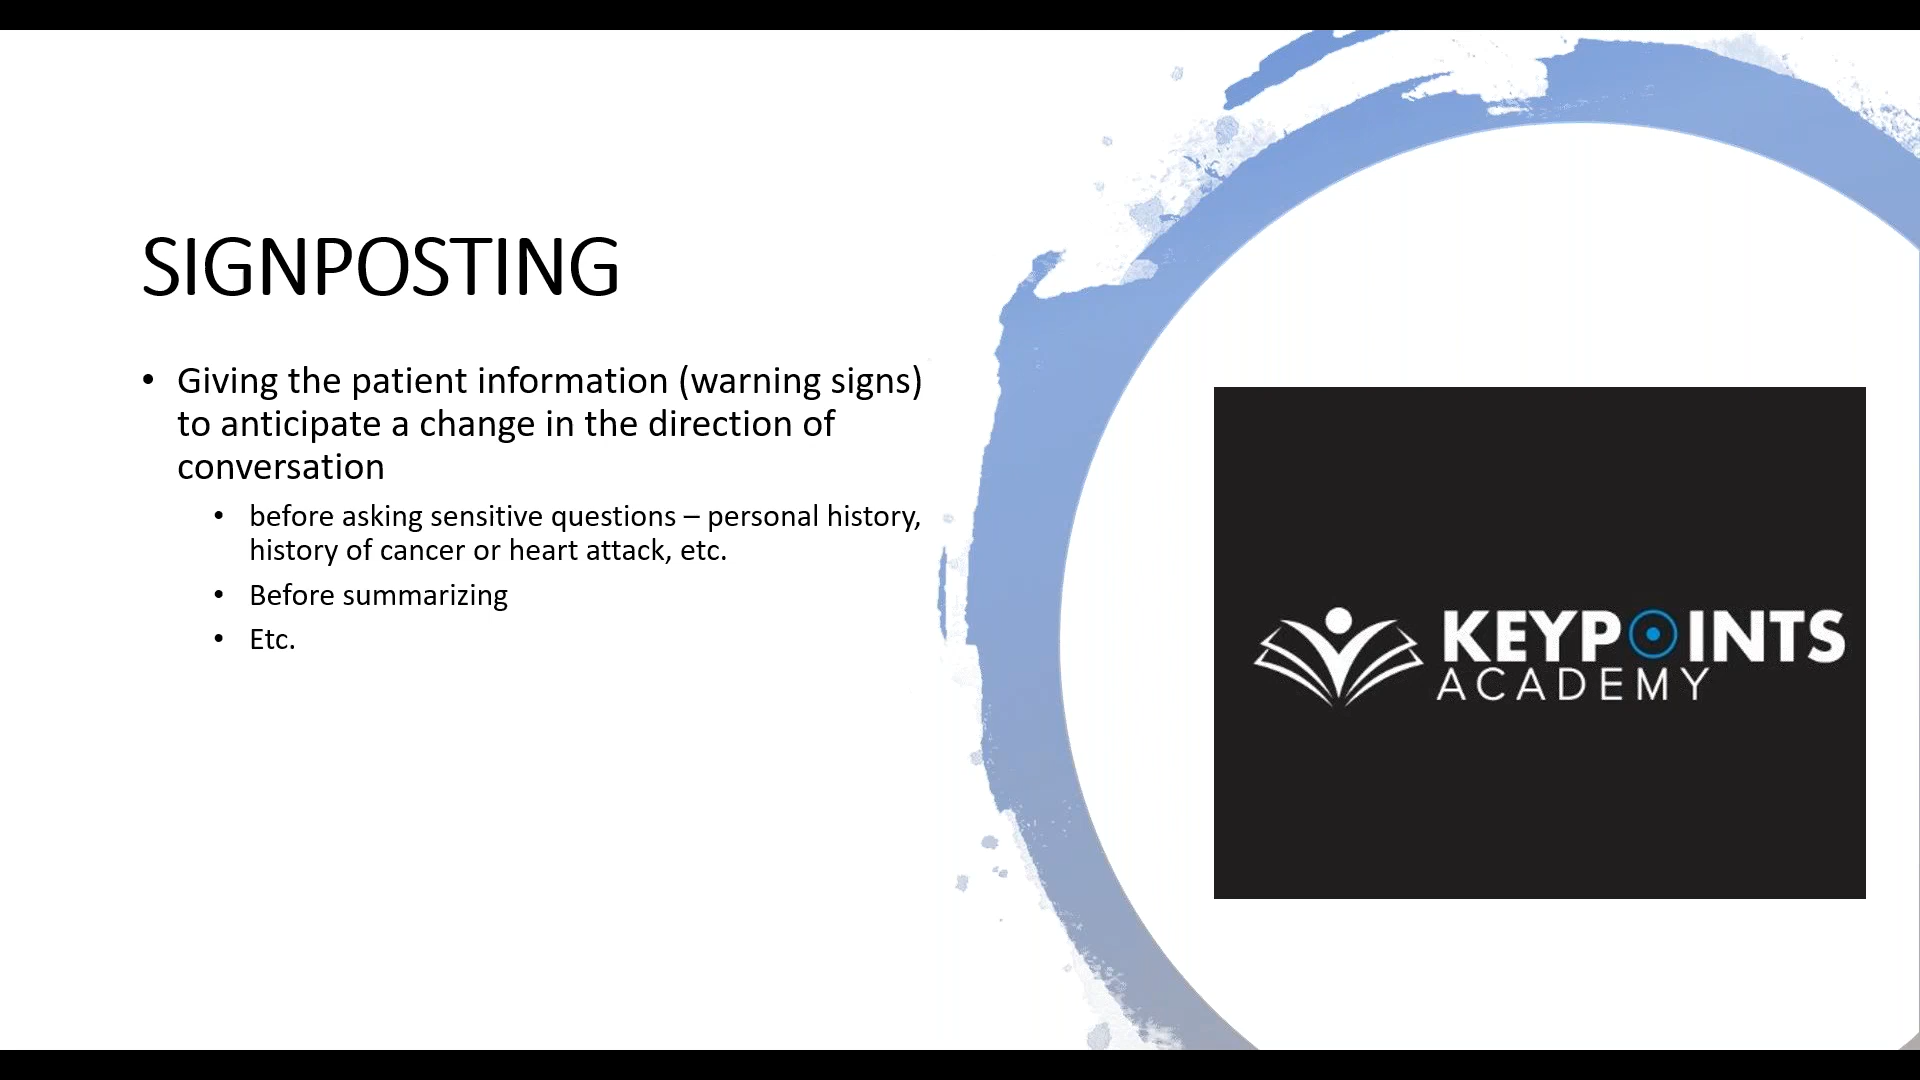 SIGNPOSTING
• Giving the patient information (warning signs)
to anticipate a change in the direction of
conversation
• before asking sensitive questions – personal history,
history of cancer or heart attack, etc.
• Before summarizing
• Etc.
KEYPOINTS
ACADEMY